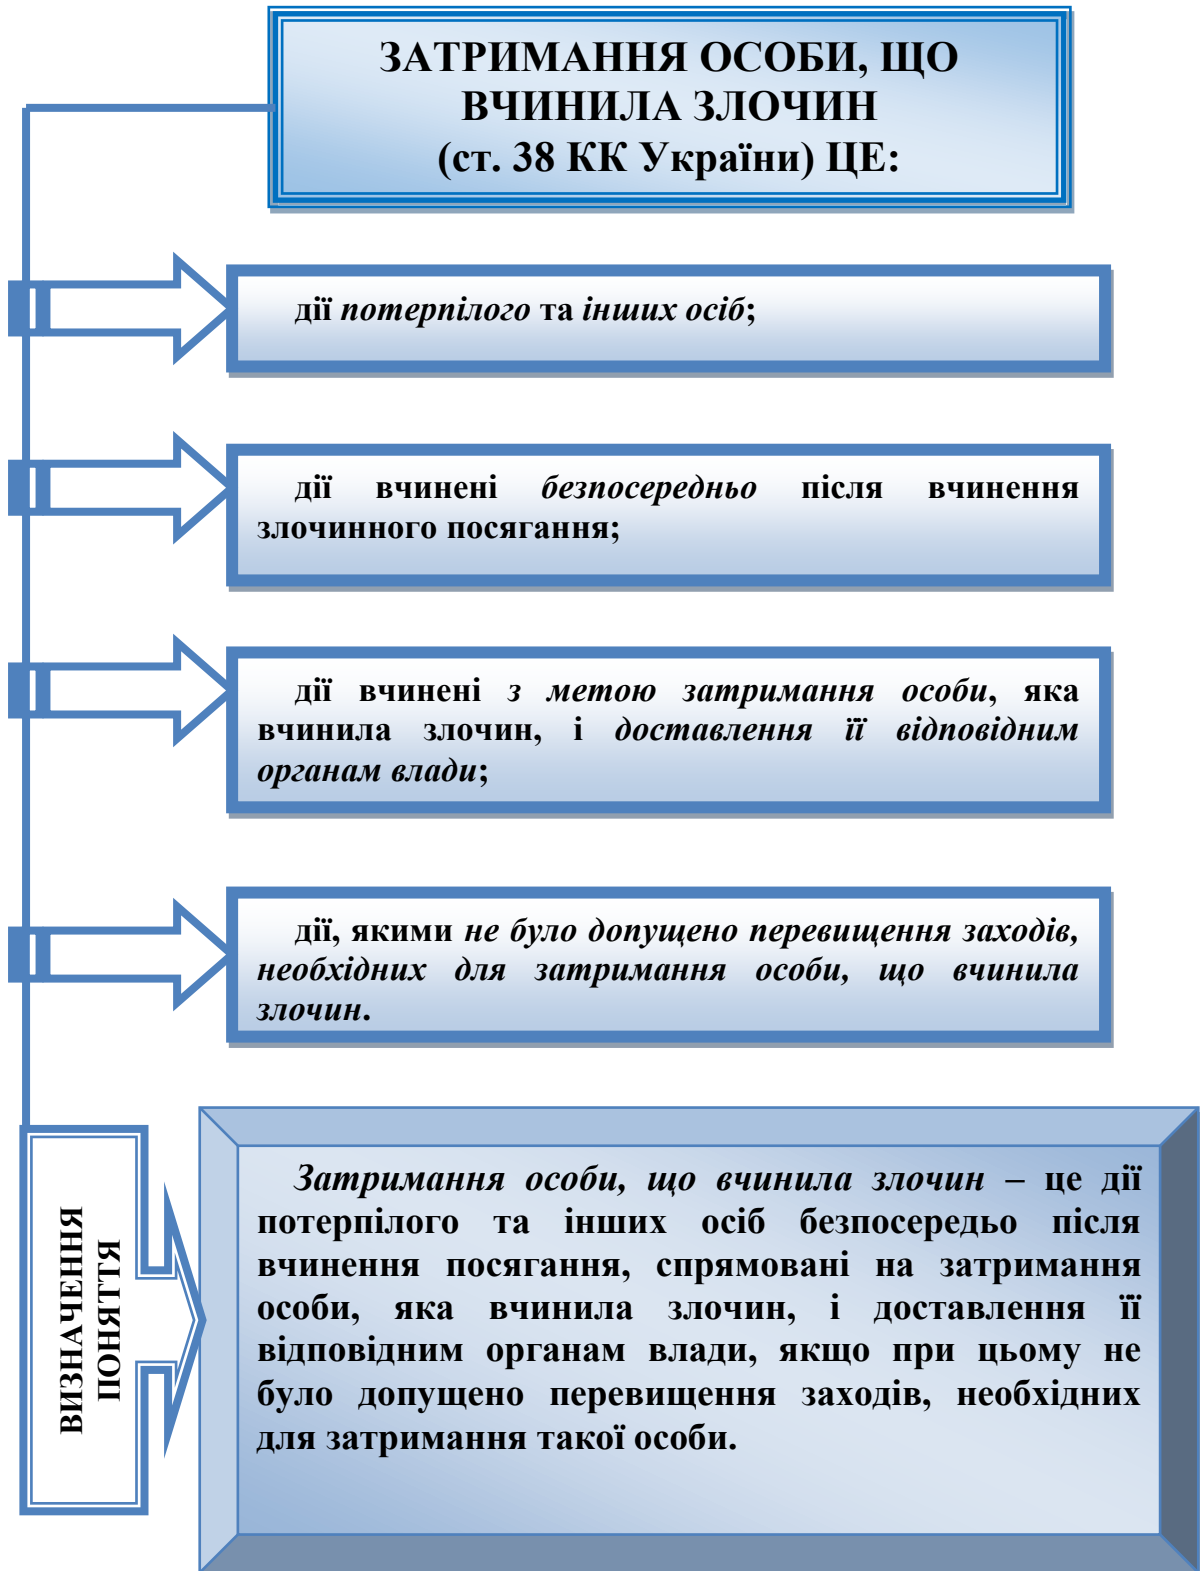 ЗАТРИМАННЯ ОСОБИ, ЩО
ВЧИНИЛА ЗЛОЧИН
(ст. 38 КК України) ЦЕ:
дії потерпілого та інших осіб;
дії вчинені безпосередньо після вчинення
злочинного посягання;
дії вчинені з метою затримання особи, яка
вчинила злочин, і доставлення її відповідним
органам влади;
дії, якими не було допущено перевищення заходів,
необхідних для затримання особи, що вчинила
злочин.
ВИЗНАЧЕННЯ
ПОНЯТТЯ
Затримання особи, що вчинила злочин – це дії
потерпілого та інших осіб безпосередьо після
вчинення посягання, спрямовані на затримання
особи, яка вчинила злочин, і доставлення її
відповідним органам влади, якщо при цьому не
було допущено перевищення заходів, необхідних
для затримання такої особи.